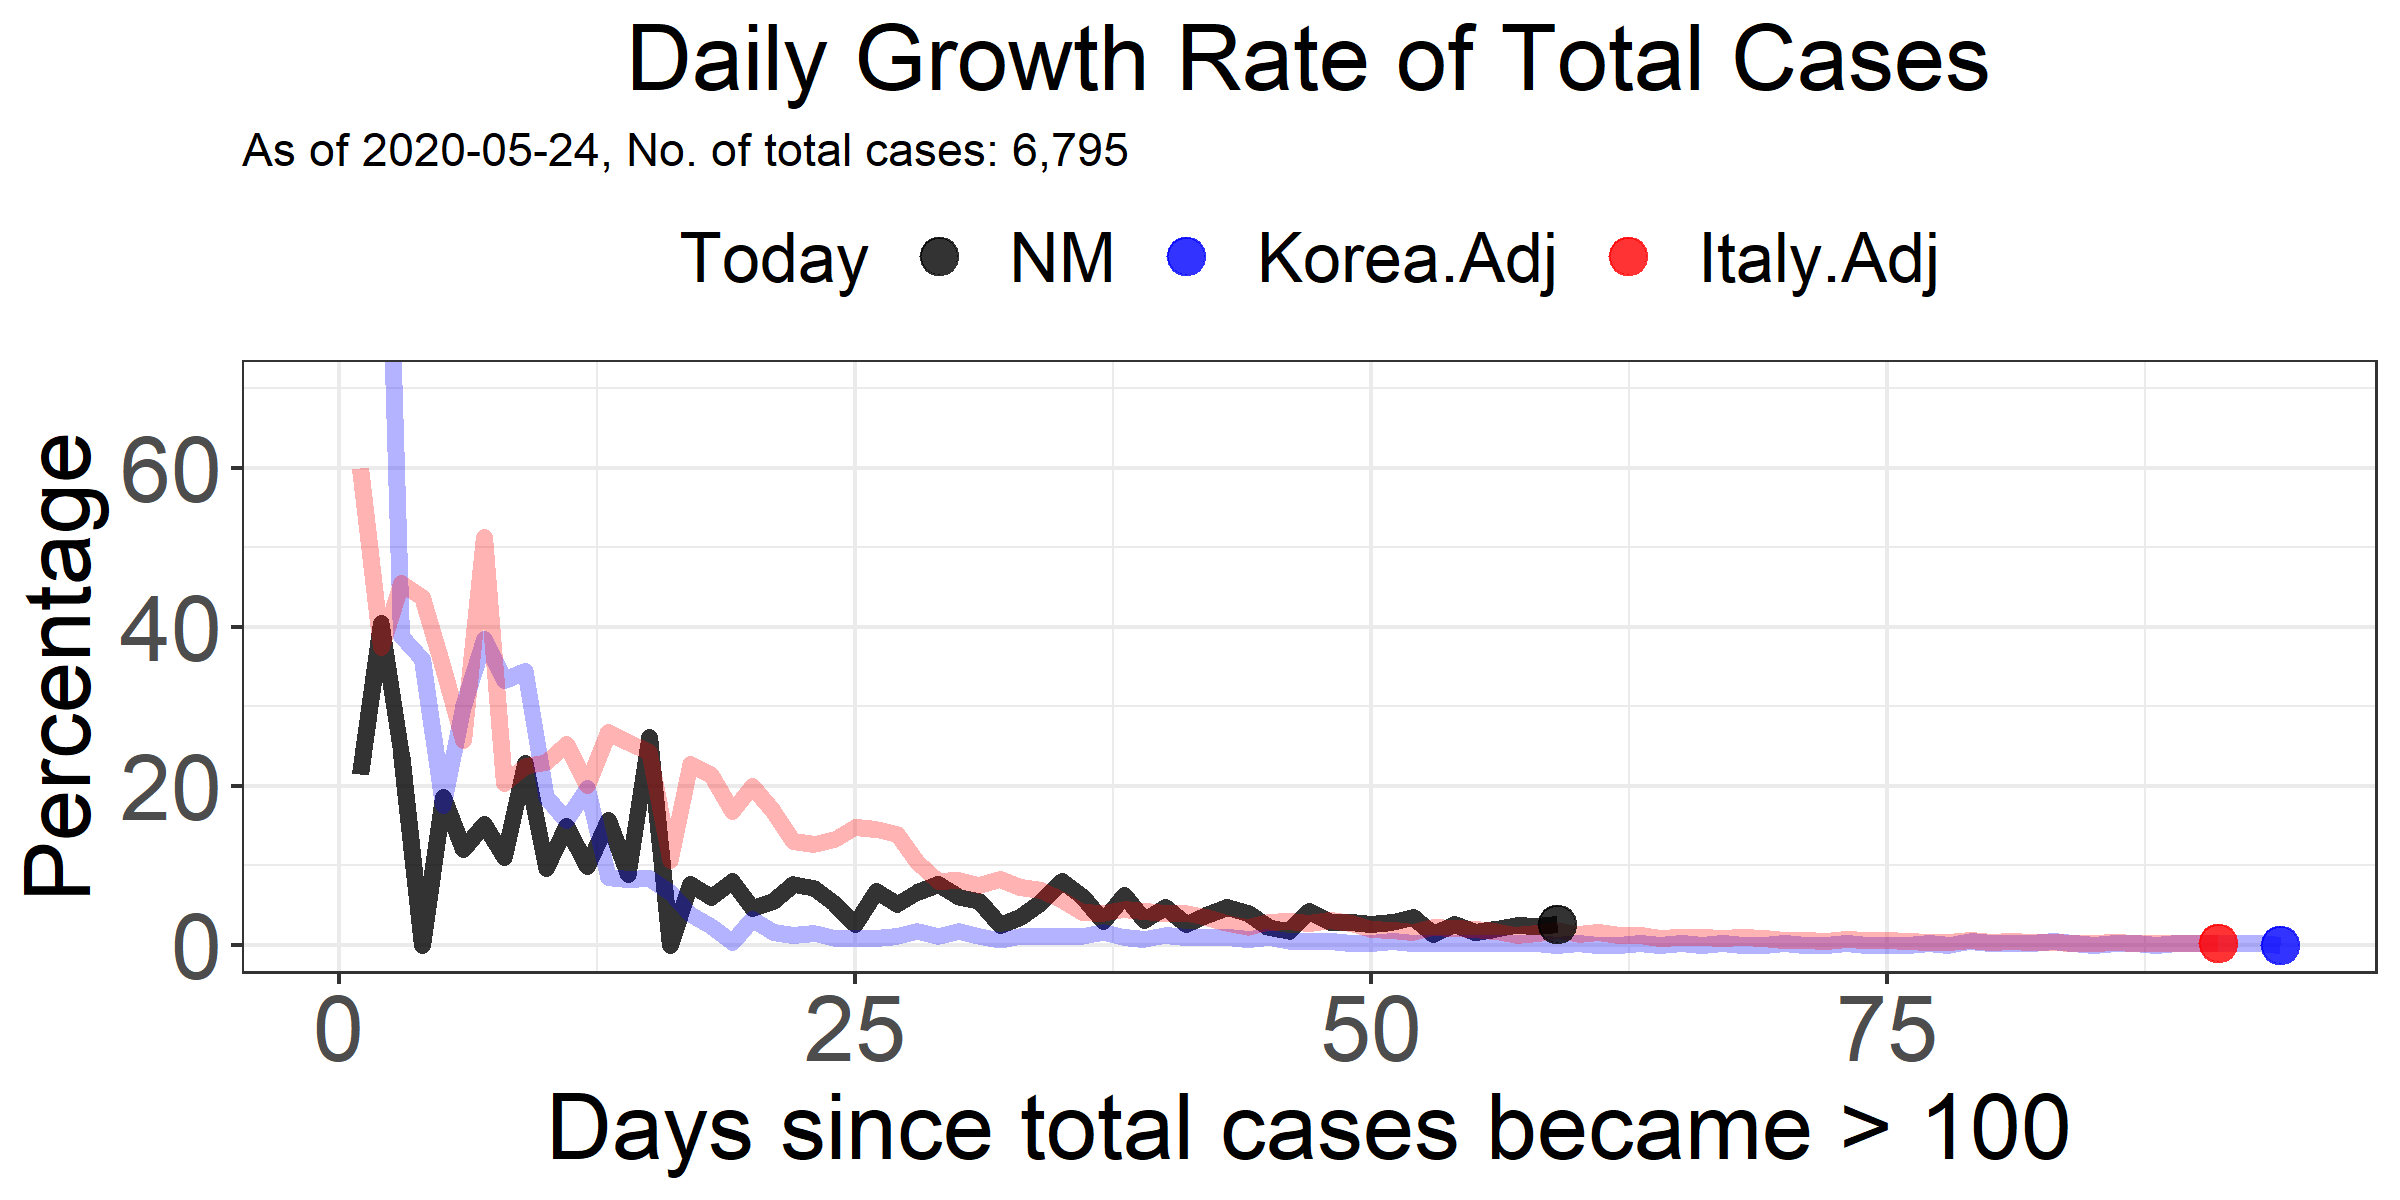 Daily Growth Rate of Total Cases
As of 2020-05-24, No. of total cases: 6,795
Today NM Korea.Adj Italy.Adj
Percentage
60
40
20
0
0 25 50 75
Days since total cases became > 100